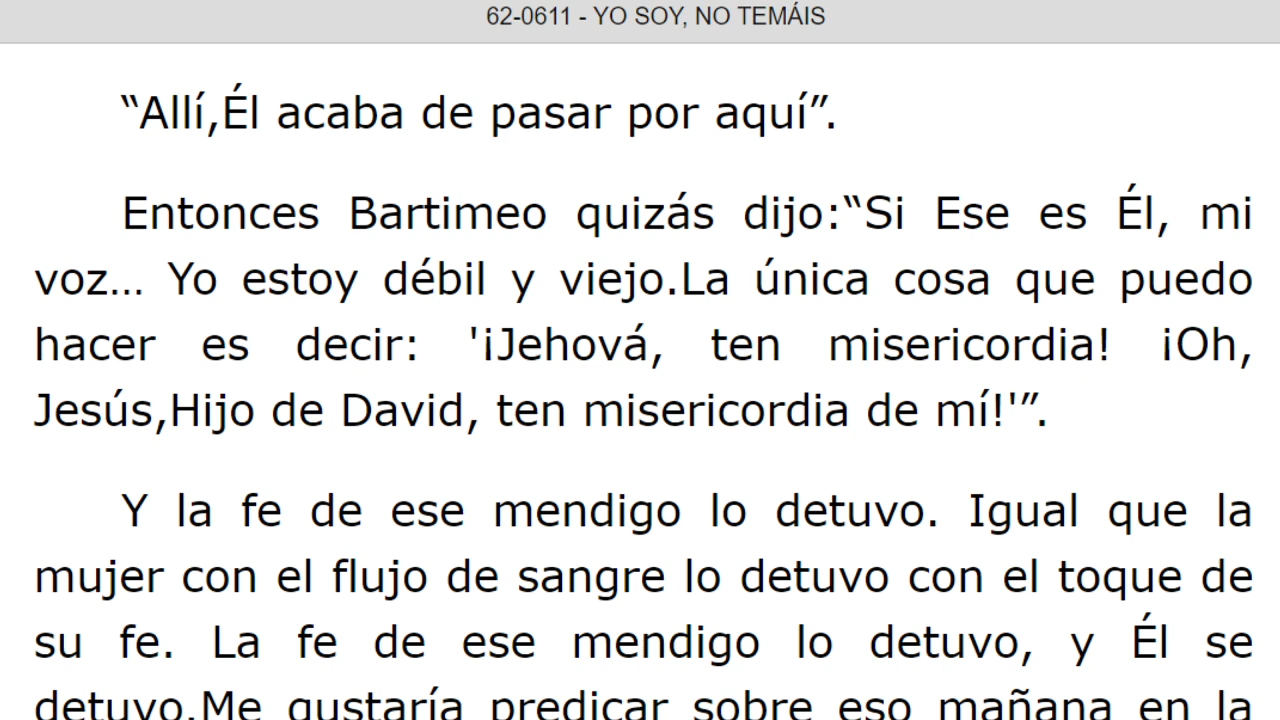 62-0611 - YO SOY, NO TEMÁIS
“Allí,Él acaba de pasar por aquí”.
Entonces Bartimeo quizás dijo:“Si Ese es Él, mi
voz... Yo estoy débil y viejo.La única cosa que puedo
hacer es decir: '¡Jehová, ten misericordia! ¡Oh,
Jesús,Hijo de David, ten misericordia de mí!'”.
Y la fe de ese mendigo lo detuvo. Igual que la
mujer con el flujo de sangre lo detuvo con el toque de
su fe. La fe de ese mendigo lo detuvo, y Él se
detuvo.Me gustaría predicar sobre eso mañana en la